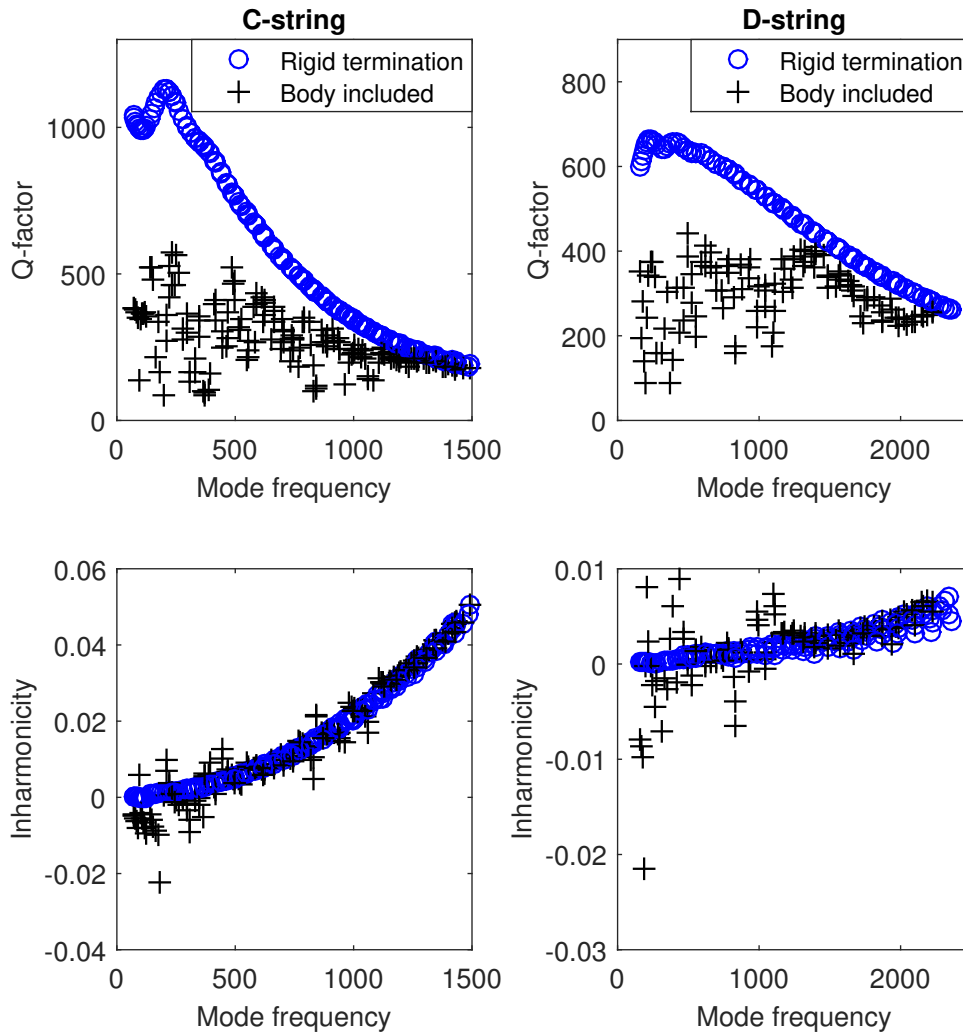 C-string
Rigid termination
Body included
1000
500
0
Q-factor
0 500 1000 1500
Mode frequency
D-string
Rigid termination
Body included
800
600
400
200
0
Q-factor
0 1000 2000
Mode frequency
0.06
0.04
0.02
0
-0.02
-0.04
Inharmonicity
0 500 1000 1500
Mode frequency
0.01
0
-0.01
-0.02
-0.03
Inharmonicity
0 1000 2000
Mode frequency